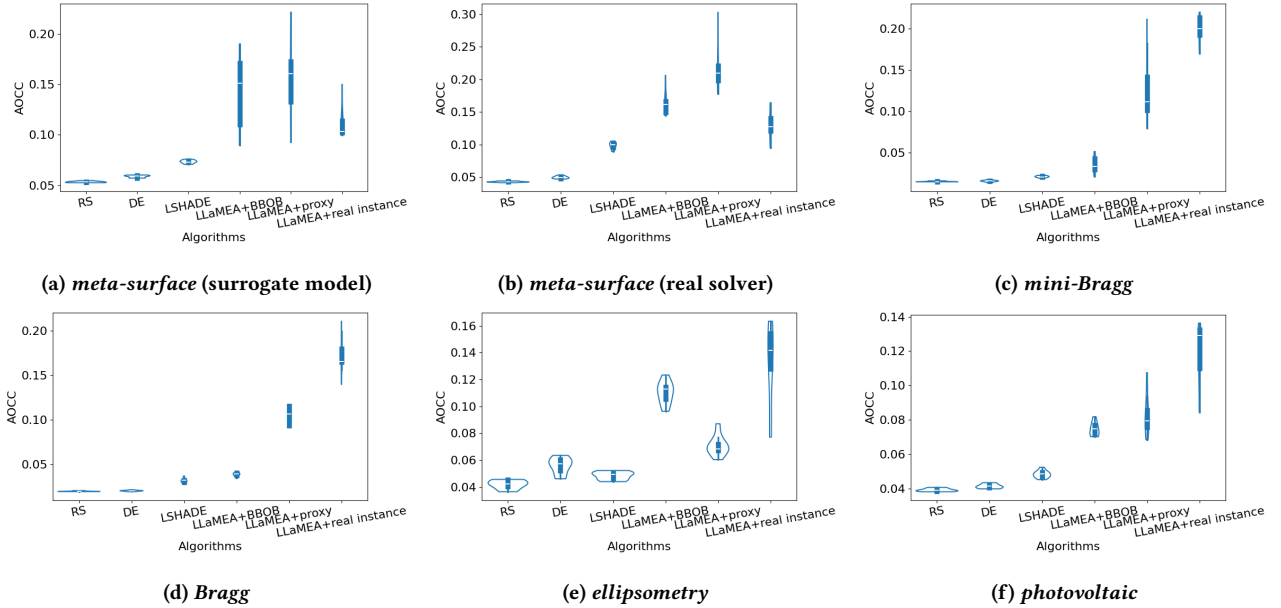 0.20
0.15
0.10
0.05
AOCC
RS
DE
LSHADE
LLaMEA+BBOB
LLaMEA+proxy
LLaMEA+real instance
Algorithms
(a) meta-surface (surrogate model)
0.30
0.25
0.20
0.15
0.10
0.05
AOCC
RS
DE
LSHADE
LLaMEA+BBOB
LLaMEA+proxy
LLaMEA+real instance
Algorithms
(b) meta-surface (real solver)
0.20
0.15
0.10
0.05
AOCC
RS
DE
LSHADE
LLaMEA+BBOB
LLaMEA+proxy
LLaMEA+real instance
Algorithms
(c) mini-Bragg
0.20
0.15
0.10
0.05
AOCC
RS
DE
LSHADE
LLaMEA+BBOB
LLaMEA+proxy
LLaMEA+real instance
Algorithms
(d) Bragg
0.16
0.14
0.12
0.10
0.08
0.06
0.04
AOCC
RS
DE
LSHADE
LLaMEA+BBOB
LLaMEA+proxy
LLaMEA+real instance
Algorithms
(e) ellipsometry
0.14
0.12
0.10
0.08
0.06
0.04
AOCC
RS
DE
LSHADE
LLaMEA+BBOB
LLaMEA+proxy
LLaMEA+real instance
Algorithms
(f) photovoltaic